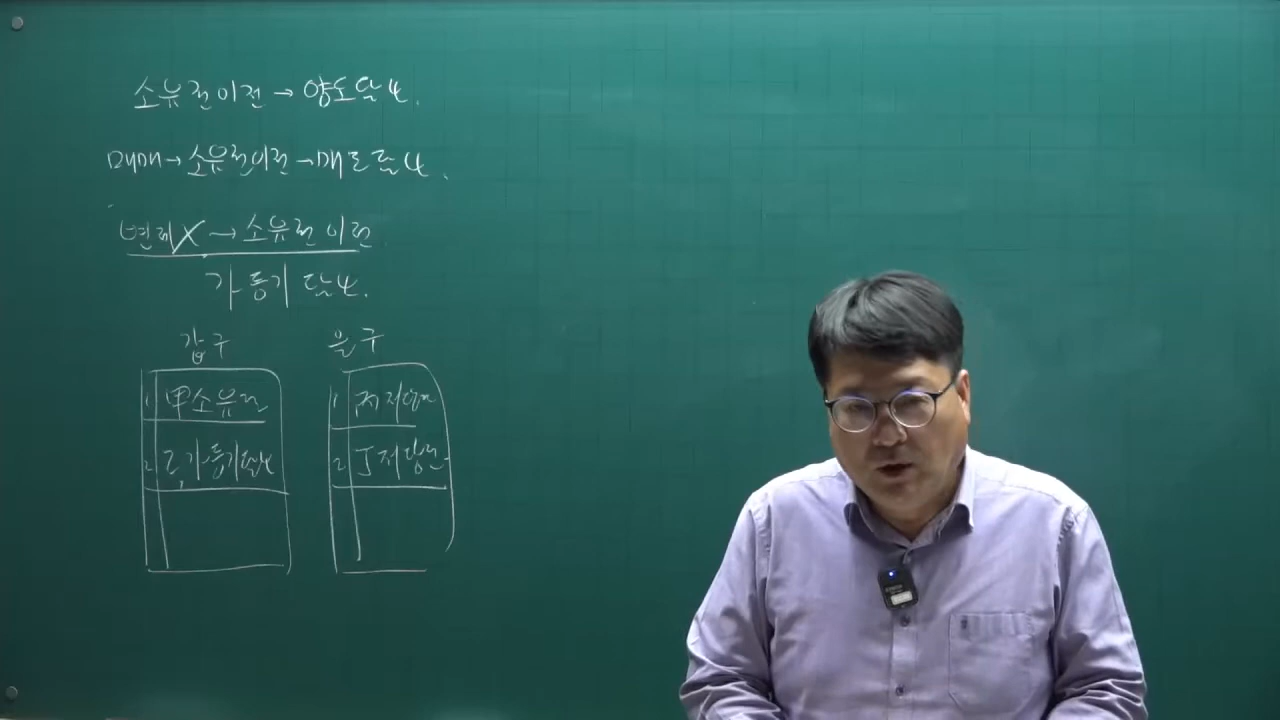 소유권이전 → 양도담보.
매매 → 소유권이전 → 매도담보.
변제X → 소유권이전
가등기담보.
갑구
1 甲소유권
2 乙가등기담보
을구
1 丙저당권
2 丁저당권